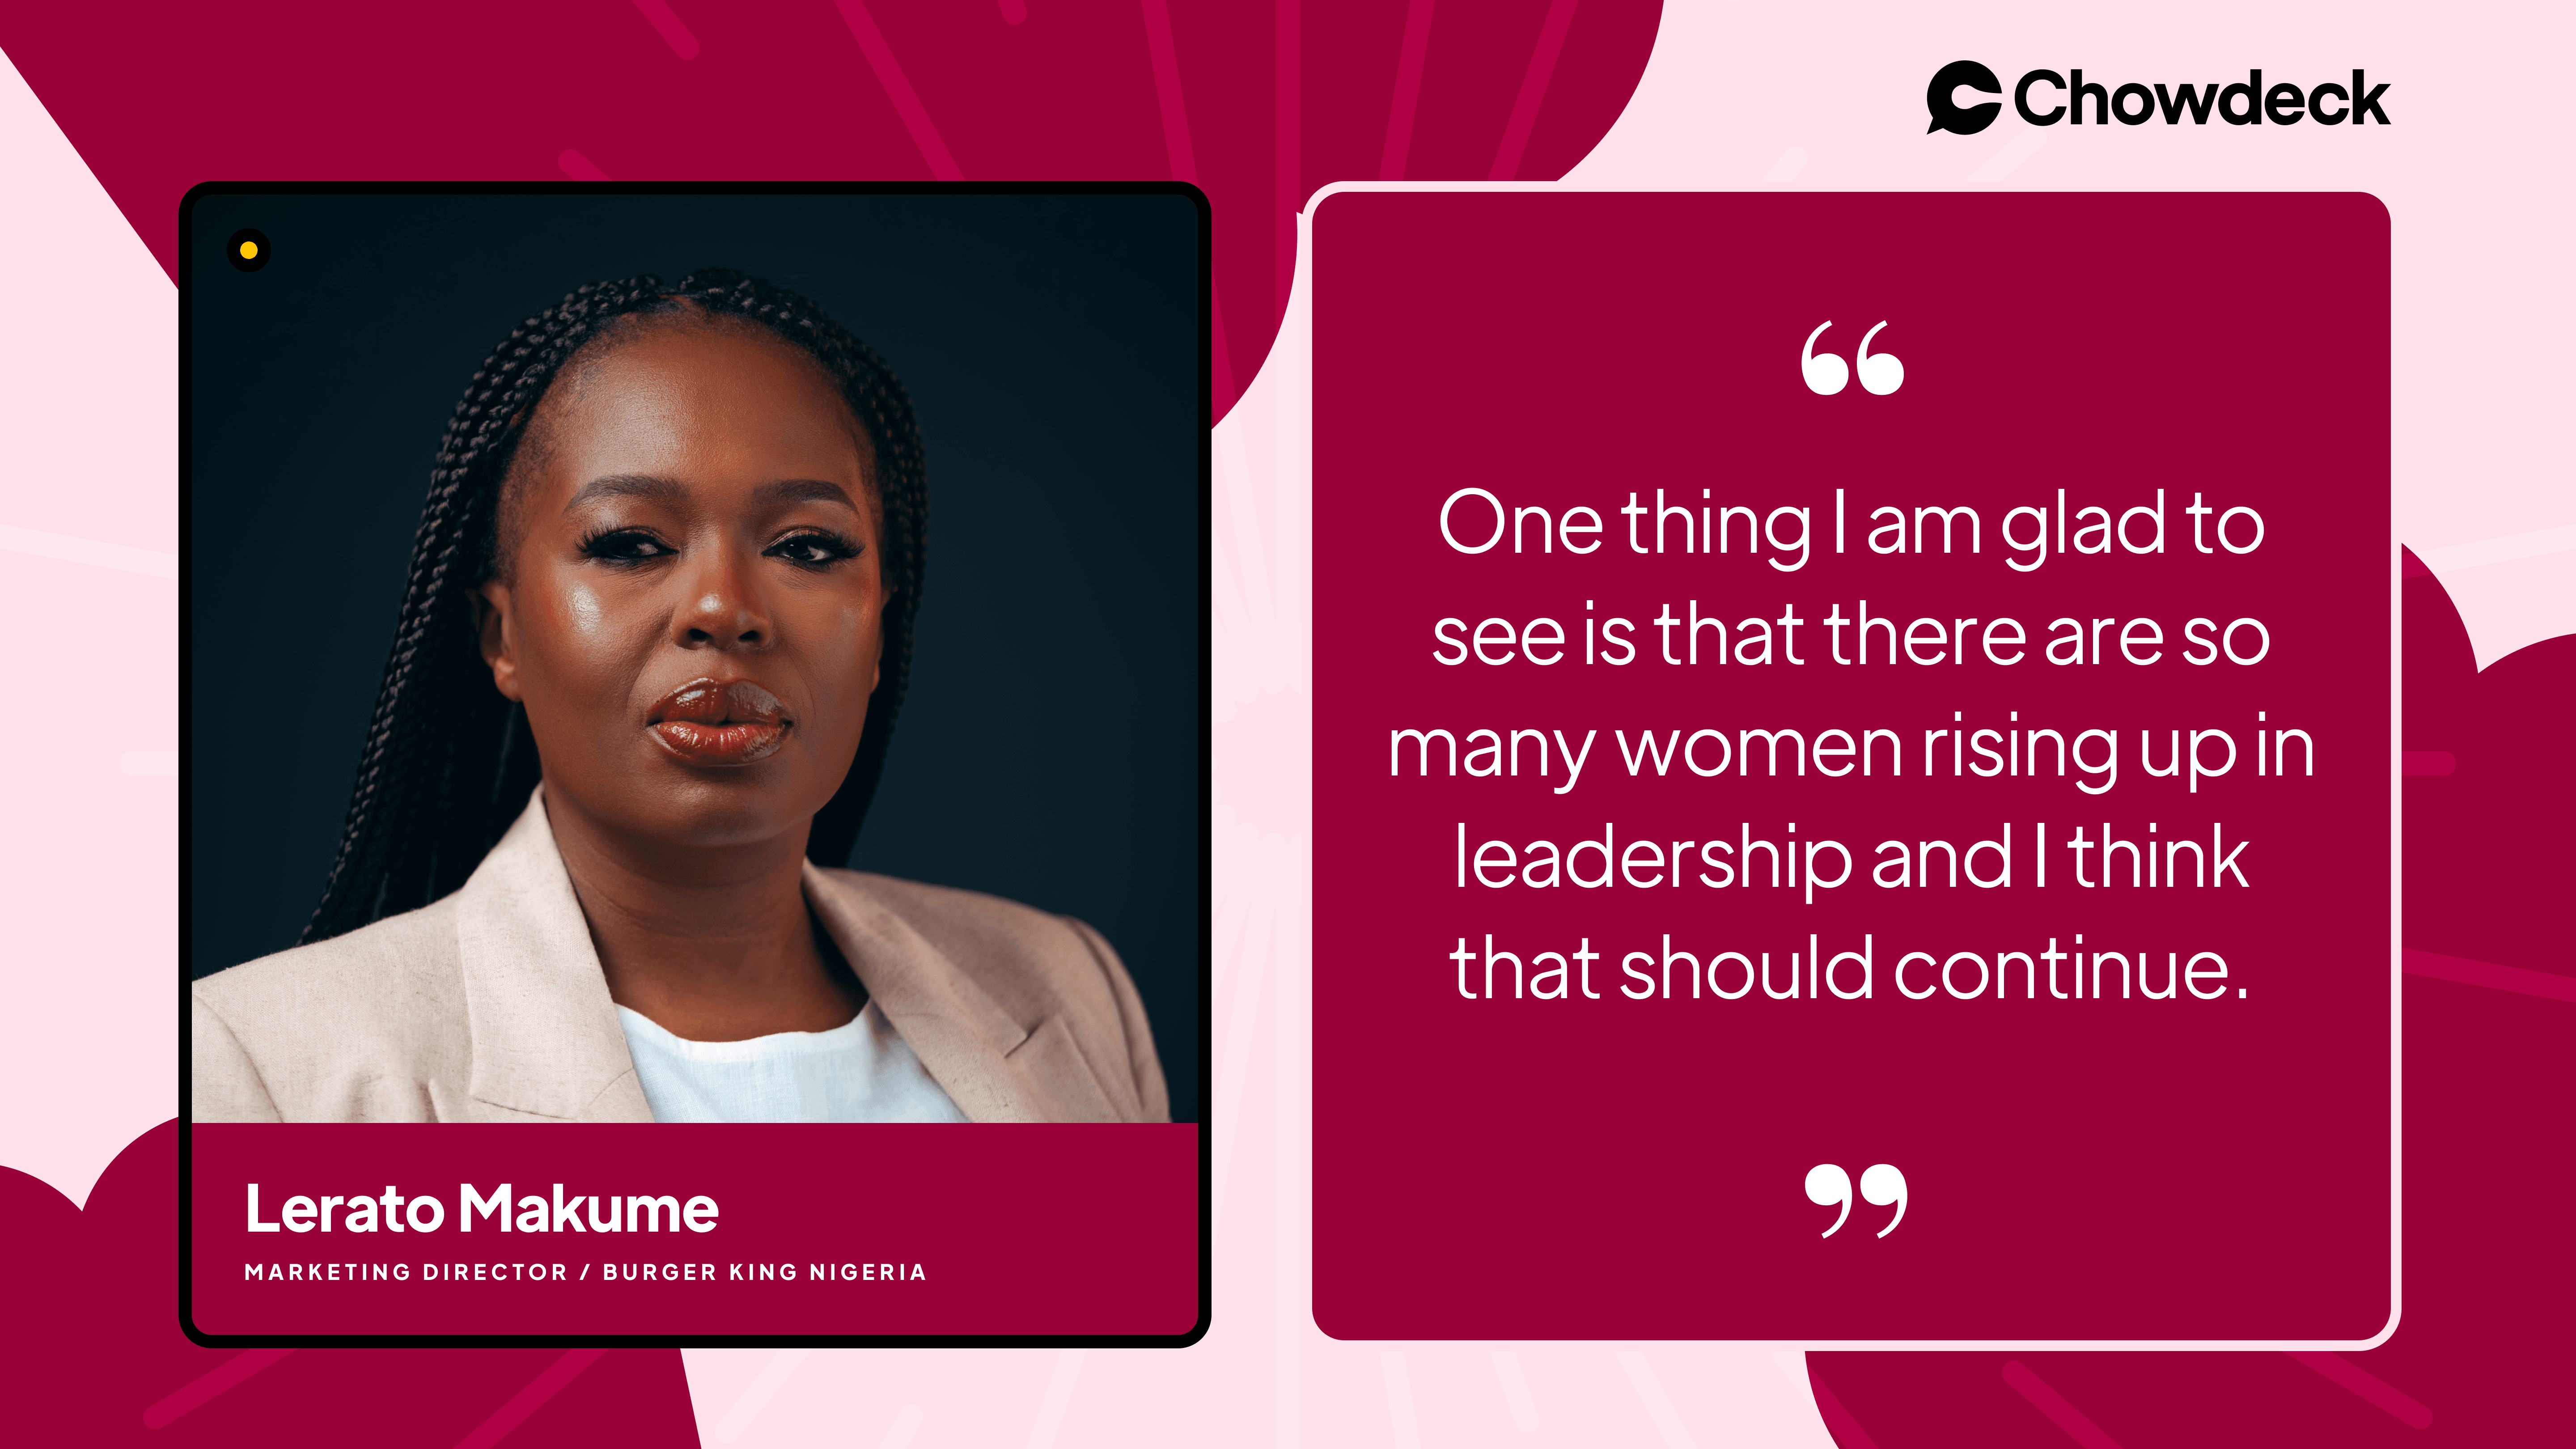 Chowdeck
“
One thing I am glad to
see is that there are so
many women rising up in
leadership and I think
that should continue.
”
Lerato Makume
MARKETING DIRECTOR / BURGER KING NIGERIA